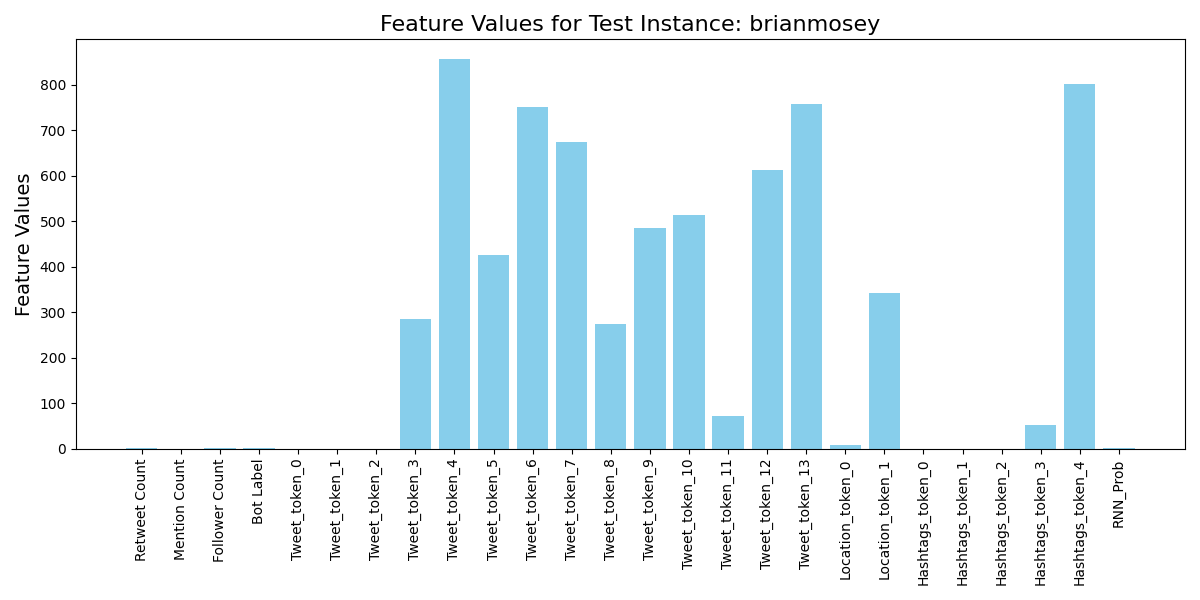 Feature Values for Test Instance: brianmosey
Feature Values
800
700
600
500
400
300
200
100
0
Retweet Count
Mention Count
Follower Count
Bot Label
Tweet_token_0
Tweet_token_1
Tweet_token_2
Tweet_token_3
Tweet_token_4
Tweet_token_5
Tweet_token_6
Tweet_token_7
Tweet_token_8
Tweet_token_9
Tweet_token_10
Tweet_token_11
Tweet_token_12
Tweet_token_13
Location_token_0
Location_token_1
Hashtags_token_0
Hashtags_token_1
Hashtags_token_2
Hashtags_token_3
Hashtags_token_4
RNN_Prob